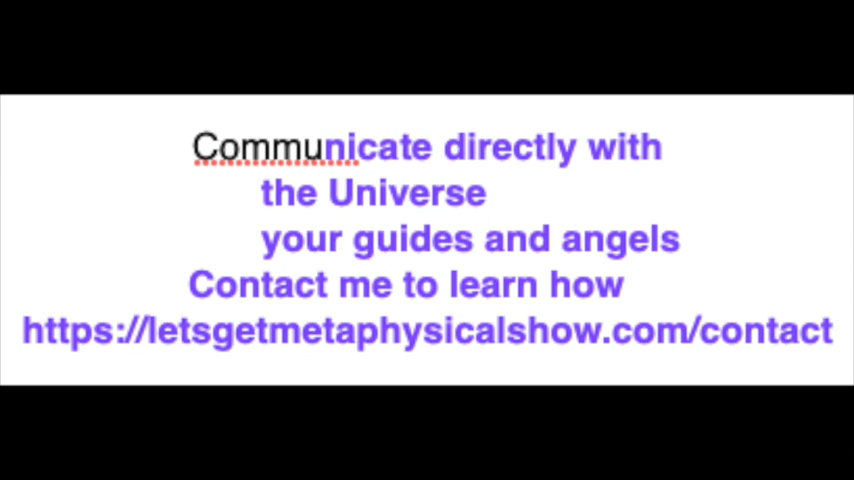 Communicate directly with
the Universe
your guides and angels
Contact me to learn how
https://letsgetmetaphysicalshow.com/contact